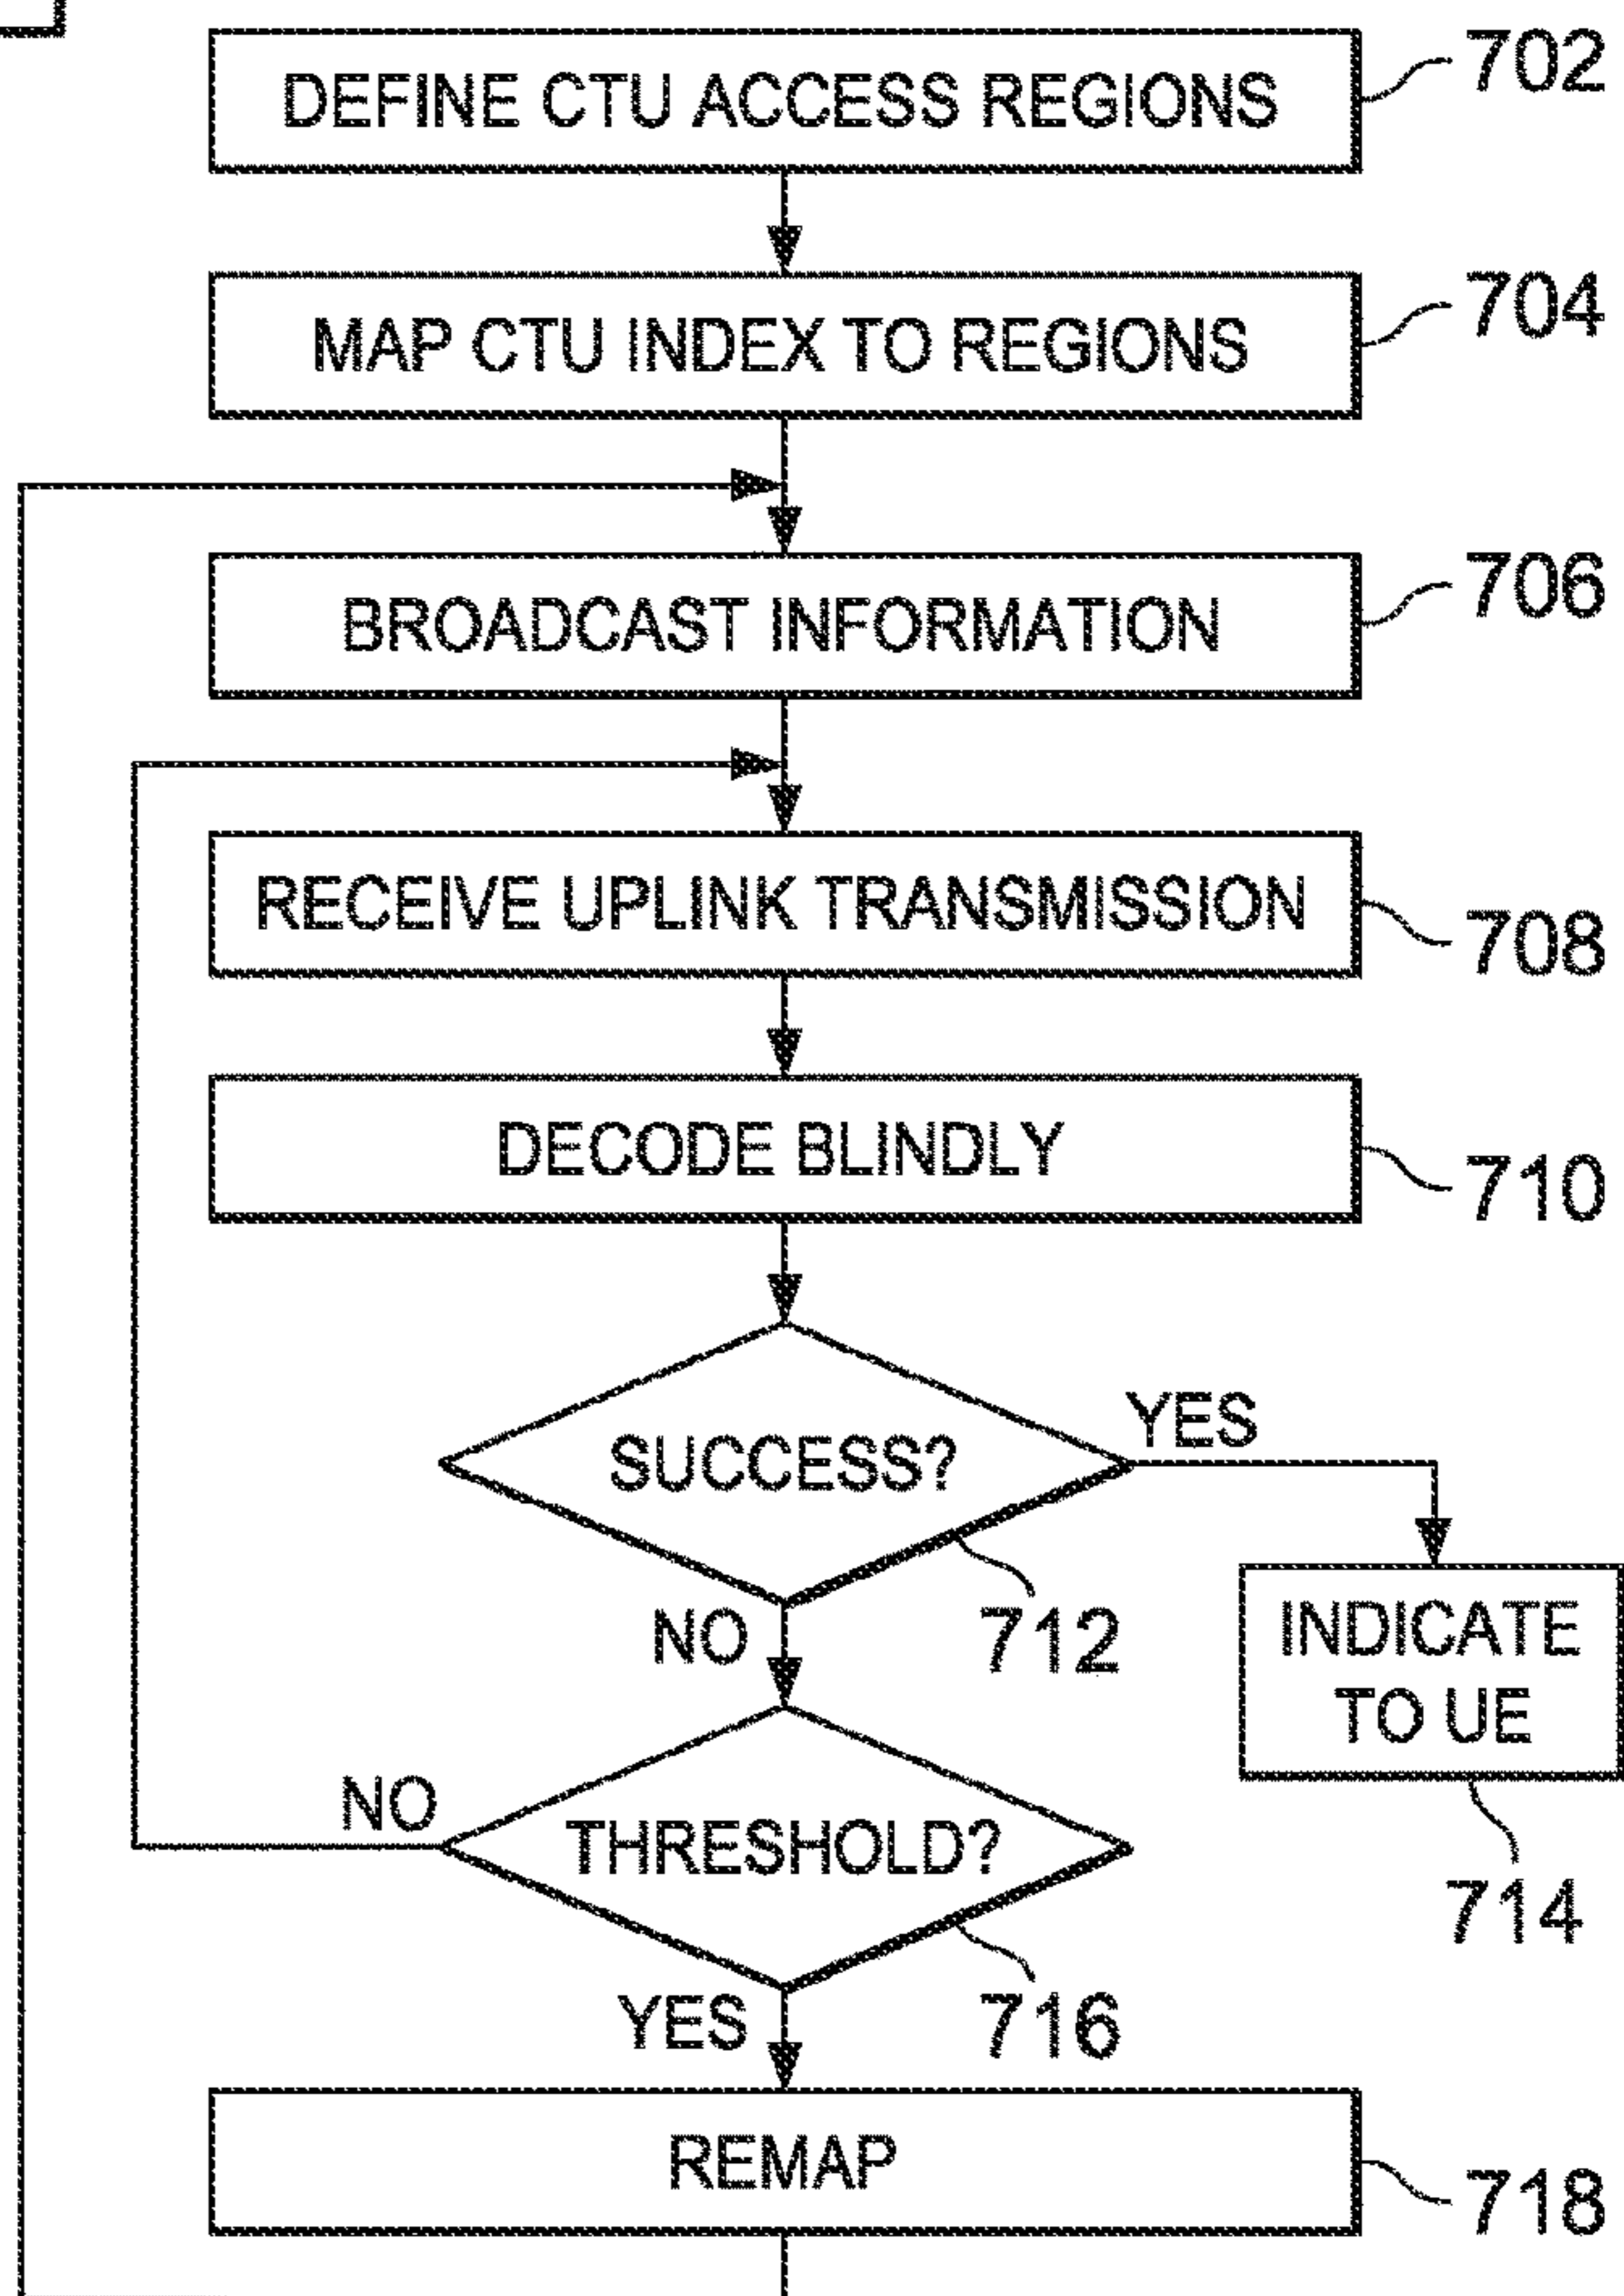 DEFINE CTU ACCESS REGIONS
702
MAP CTU INDEX TO REGIONS
704
BROADCAST INFORMATION
706
RECEIVE UPLINK TRANSMISSION
708
DECODE BLINDLY
710
SUCCESS?
YES
712
NO
INDICATE
TO UE
714
THRESHOLD?
NO
716
YES
REMAP
718